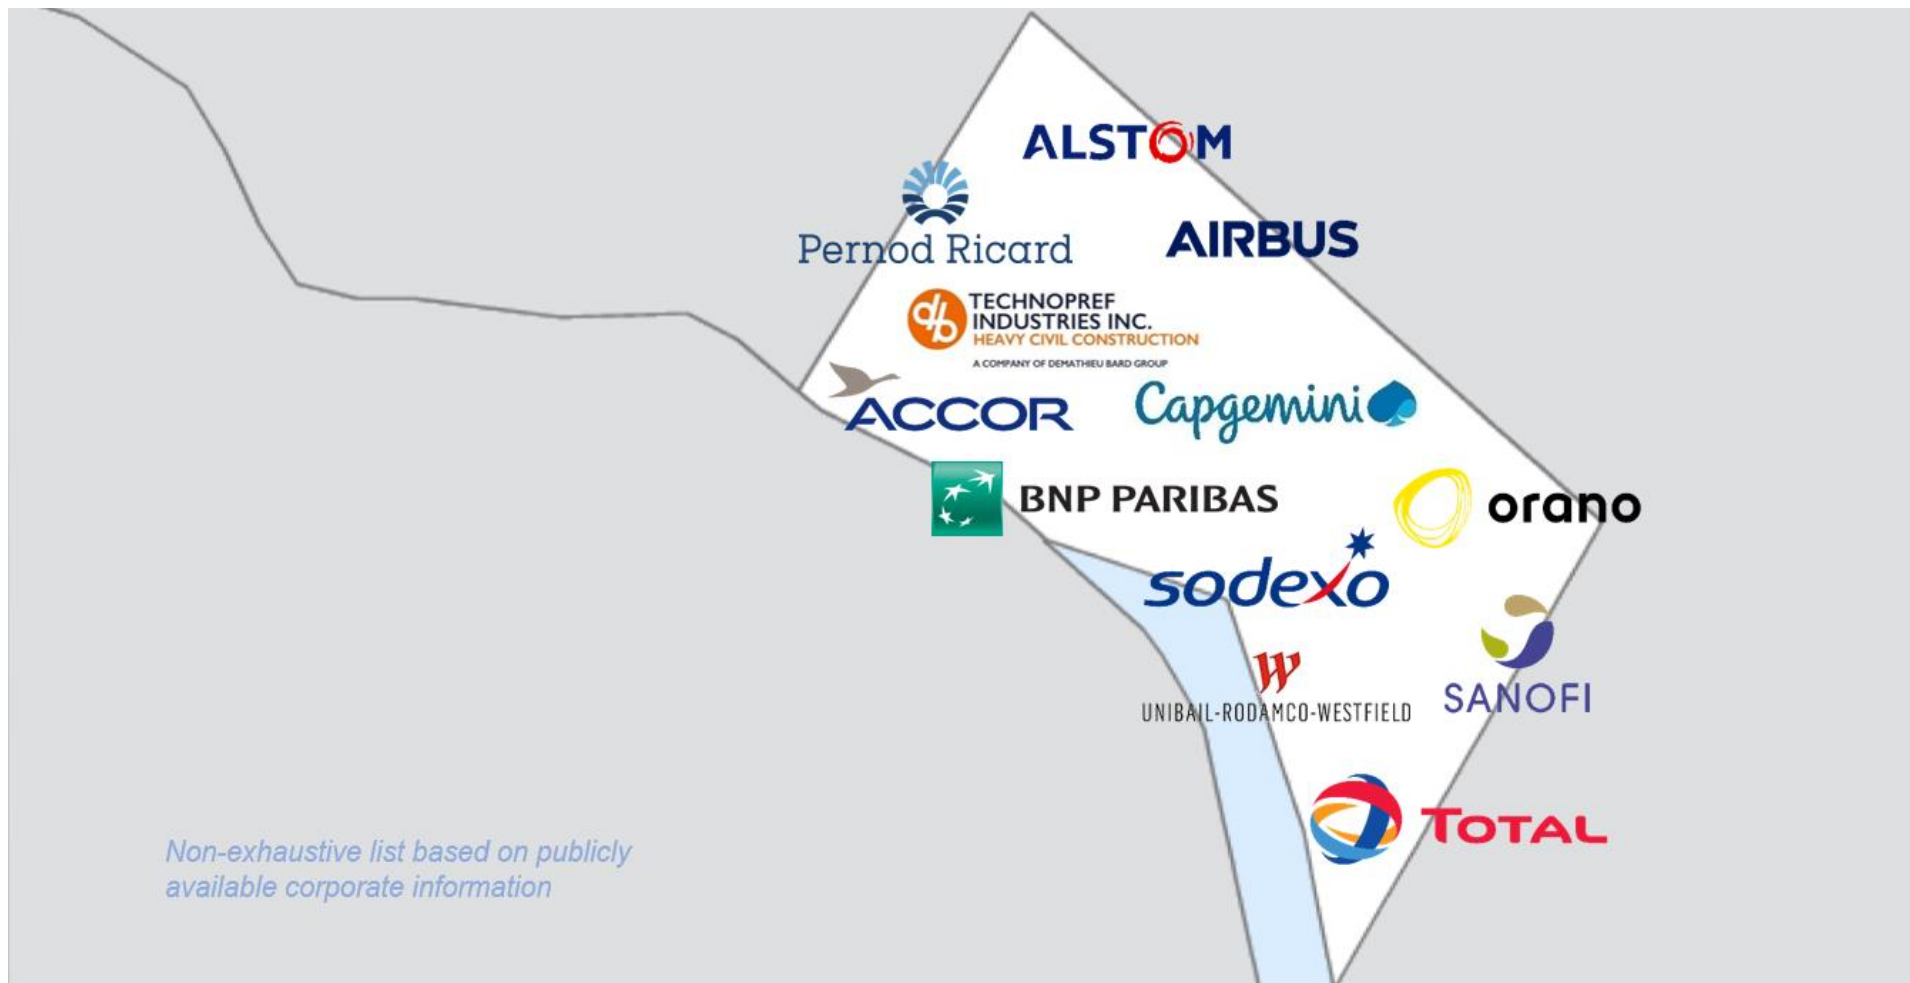 ALSTOM
Pernod Ricard
AIRBUS
TECHNOPREF
INDUSTRIES INC.
HEAVY CIVIL CONSTRUCTION
A COMPANY OF DEMATHIEU BARD GROUP
ACCOR
Capgemini
BNP PARIBAS
orano
sodexo
W
UNIBAIL-RODAMCO-WESTFIELD
SANOFI
TOTAL
Non-exhaustive list based on publicly
available corporate information